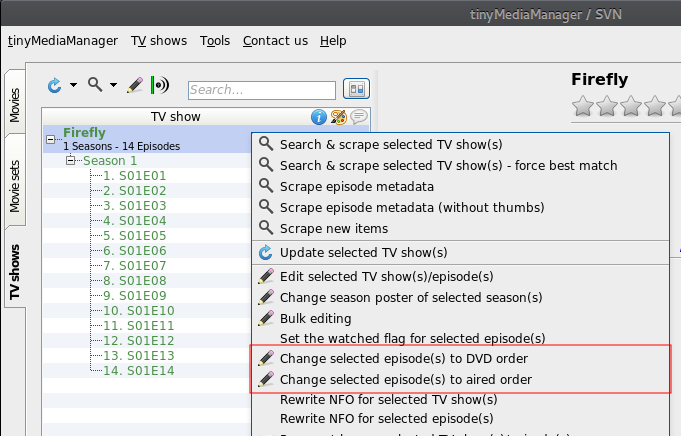 tinyMediaManager / SVN
tinyMediaManager TV shows Tools Contact us Help
Search...
Firefly
TV show
Firefly
1 Seasons - 14 Episodes
Season 1
1. S01E01
2. S01E02
3. S01E03
4. S01E04
5. S01E05
6. S01E06
7. S01E07
8. S01E08
9. S01E09
10. S01E10
11. S01E11
12. S01E12
13. S01E13
14. S01E14
Movies
Movie sets
TV shows
Search & scrape selected TV show(s)
Search & scrape selected TV show(s) - force best match
Scrape episode metadata
Scrape episode metadata (without thumbs)
Scrape new items
Update selected TV show(s)
Edit selected TV show(s)/episode(s)
Change season poster of selected season(s)
Bulk editing
Set the watched flag for selected episode(s)
Change selected episode(s) to DVD order
Change selected episode(s) to aired order
Rewrite NFO for selected TV show(s)
Rewrite NFO for selected episode(s)